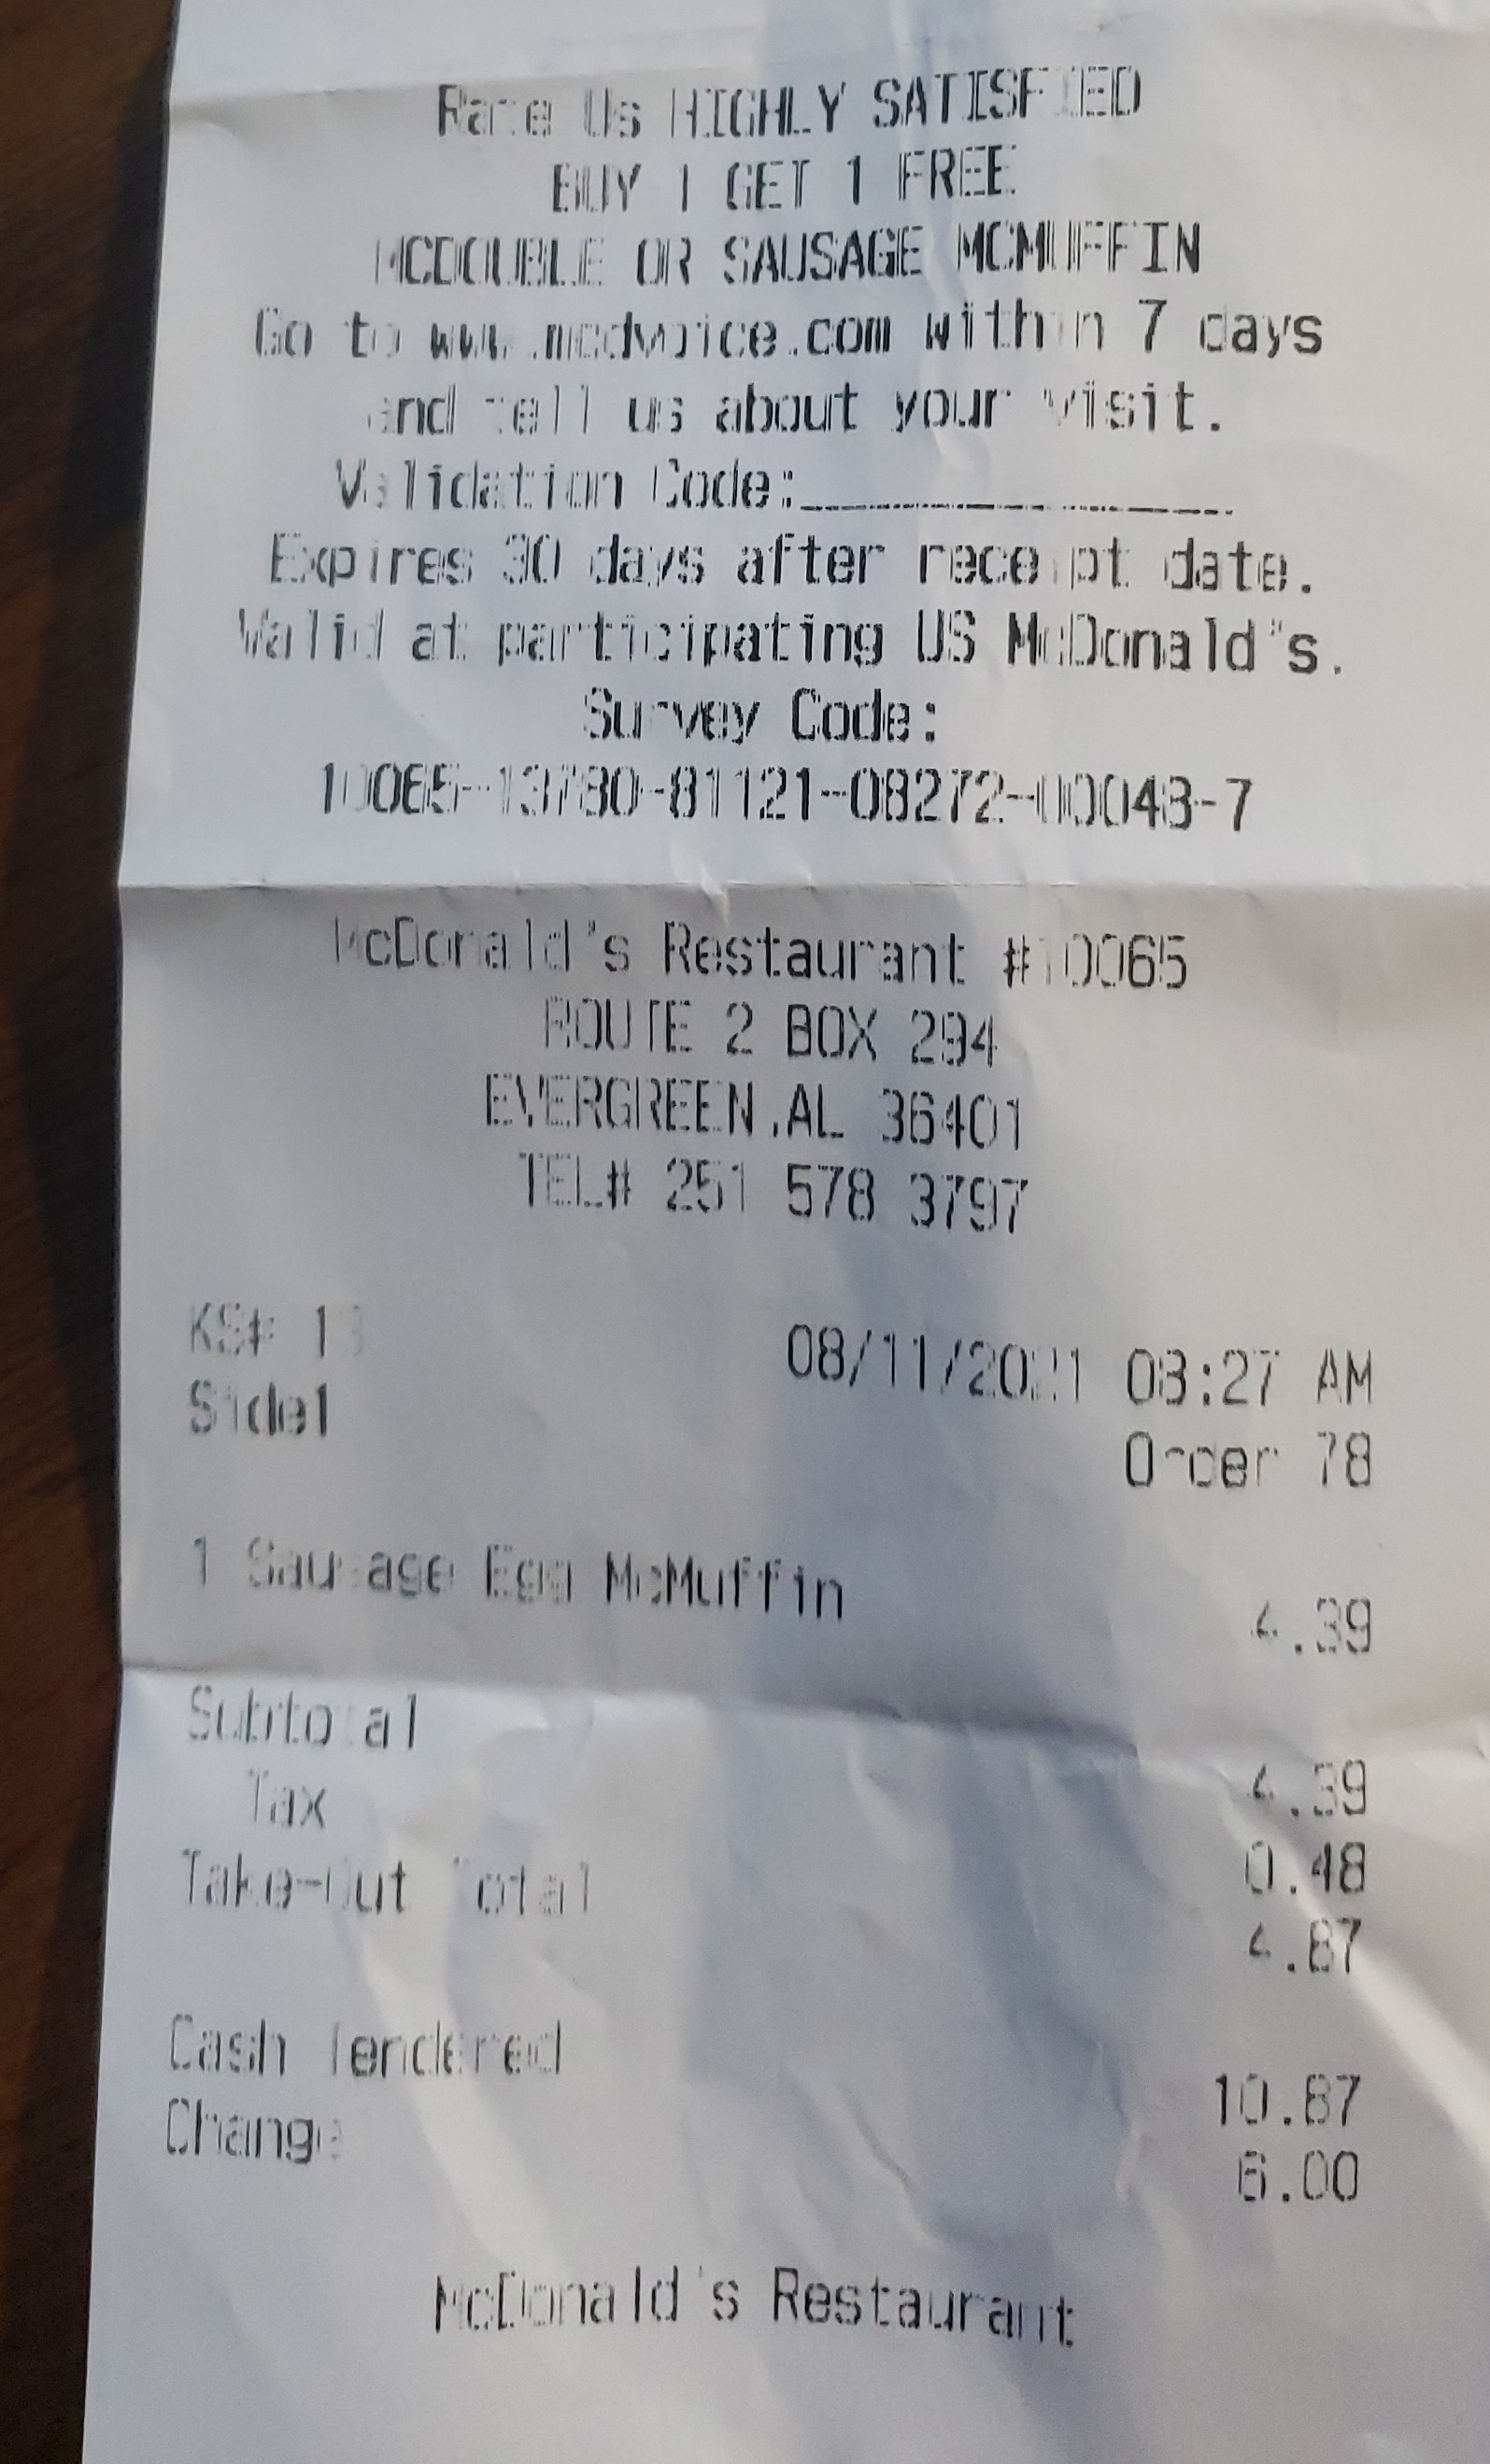 Rate Us HIGHLY SATISFIED
BUY 1 GET 1 FREE
MCDOUBLE OR SAUSAGE MCMUFFIN
Go to www.mcdvoice.com within 7 days
and tell us about your visit.
Validation Code:______________
Expires 30 days after receipt date.
Valid at participating US McDonald's.
Survey Code:
10065-13780-81121-08272-00048-7
McDonald's Restaurant #10065
ROUTE 2 BOX 294
EVERGREEN,AL 36401
TEL# 251 578 3797
KS# 13 08/11/2021 08:27 AM
Side1 Order 78
1 Sausage Egg McMuffin 4.39
Subtotal 4.39
Tax 0.48
Take-Out Total 4.87
Cash Tendered 10.87
Change 6.00
McDonald's Restaurant